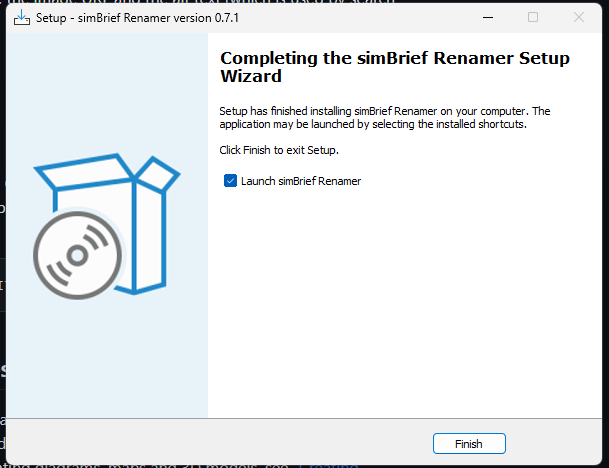 Setup - simBrief Renamer version 0.7.1
Completing the simBrief Renamer Setup
Wizard
Setup has finished installing simBrief Renamer on your computer. The
application may be launched by selecting the installed shortcuts.
Click Finish to exit Setup.
Launch simBrief Renamer
Finish